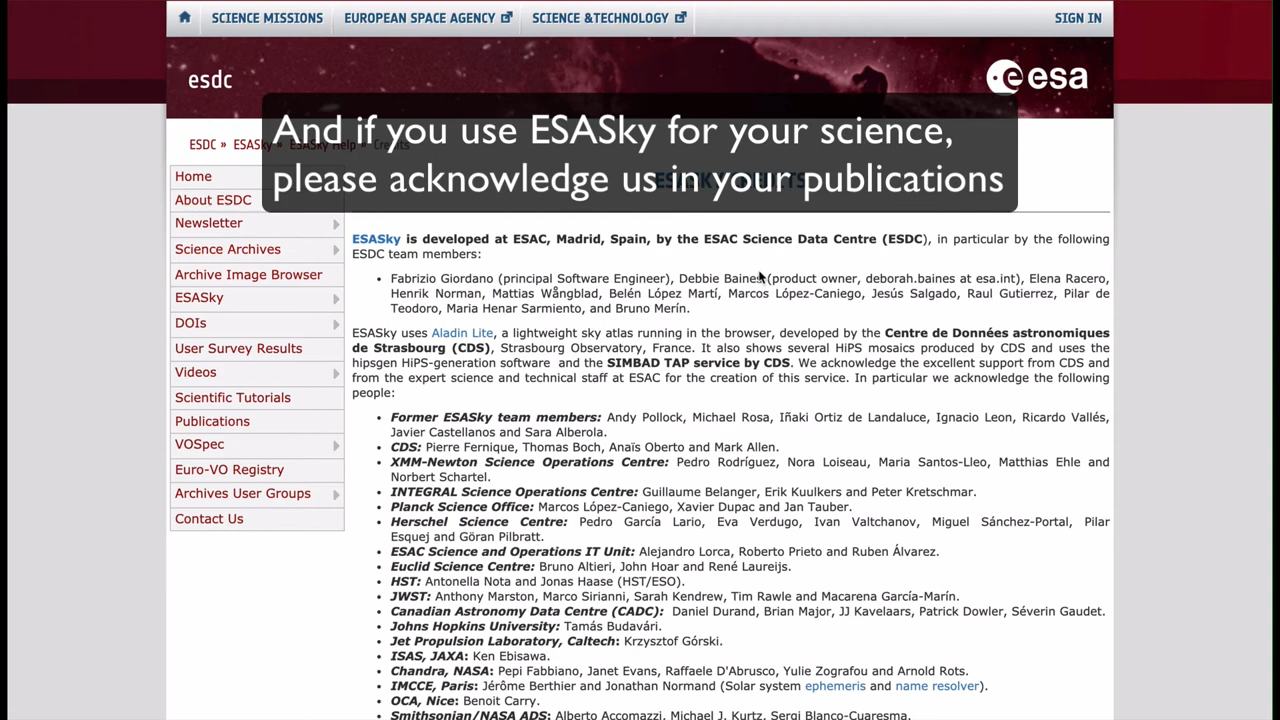 SCIENCE MISSIONS
EUROPEAN SPACE AGENCY
SCIENCE &TECHNOLOGY
SIGN IN
esdc
esa
And if you use ESASky for your science,
please acknowledge us in your publications
ESDC » ESASky » ESASky Help » Credits
Home
About ESDC
Newsletter
Science Archives
Archive Image Browser
ESASky
DOIs
User Survey Results
Videos
Scientific Tutorials
Publications
VOSpec
Euro-VO Registry
Archives User Groups
Contact Us
ESASky is developed at ESAC, Madrid, Spain, by the ESAC Science Data Centre (ESDC), in particular by the following
ESDC team members:
• Fabrizio Giordano (principal Software Engineer), Debbie Baines (product owner, deborah.baines at esa.int), Elena Racero,
Henrik Norman, Mattias Wångblad, Belén López Martí, Marcos López-Caniego, Jesús Salgado, Raul Gutierrez, Pilar de
Teodoro, Maria Henar Sarmiento, and Bruno Merín.
ESASky uses Aladin Lite, a lightweight sky atlas running in the browser, developed by the Centre de Données astronomiques
de Strasbourg (CDS), Strasbourg Observatory, France. It also shows several HiPS mosaics produced by CDS and uses the
hipsgen HiPS-generation software and the SIMBAD TAP service by CDS. We acknowledge the excellent support from CDS and
from the expert science and technical staff at ESAC for the creation of this service. In particular we acknowledge the following
people:
• Former ESASky team members: Andy Pollock, Michael Rosa, Iñaki Ortiz de Landaluce, Ignacio Leon, Ricardo Vallés,
Javier Castellanos and Sara Alberola.
• CDS: Pierre Fernique, Thomas Boch, Anaïs Oberto and Mark Allen.
• XMM-Newton Science Operations Centre: Pedro Rodríguez, Nora Loiseau, Maria Santos-Lleo, Matthias Ehle and
Norbert Schartel.
• INTEGRAL Science Operations Centre: Guillaume Belanger, Erik Kuulkers and Peter Kretschmar.
• Planck Science Office: Marcos López-Caniego, Xavier Dupac and Jan Tauber.
• Herschel Science Centre: Pedro García Lario, Eva Verdugo, Ivan Valtchanov, Miguel Sánchez-Portal, Pilar
Esquej and Göran Pilbratt.
• ESAC Science and Operations IT Unit: Alejandro Lorca, Roberto Prieto and Ruben Álvarez.
• Euclid Science Centre: Bruno Altieri, John Hoar and René Laureijs.
• HST: Antonella Nota and Jonas Haase (HST/ESO).
• JWST: Anthony Marston, Marco Sirianni, Sarah Kendrew, Tim Rawle and Macarena García-Marín.
• Canadian Astronomy Data Centre (CADC): Daniel Durand, Brian Major, JJ Kavelaars, Patrick Dowler, Séverin Gaudet.
• Johns Hopkins University: Tamás Budavári.
• Jet Propulsion Laboratory, Caltech: Krzysztof Górski.
• ISAS, JAXA: Ken Ebisawa.
• Chandra, NASA: Pepi Fabbiano, Janet Evans, Raffaele D'Abrusco, Yulie Zografou and Arnold Rots.
• IMCCE, Paris: Jérôme Berthier and Jonathan Normand (Solar system ephemeris and name resolver).
• OCA, Nice: Benoit Carry.
• Smithsonian/NASA ADS: Alberto Accomazzi, Michael J. Kurtz, Sergi Blanco-Cuaresma.